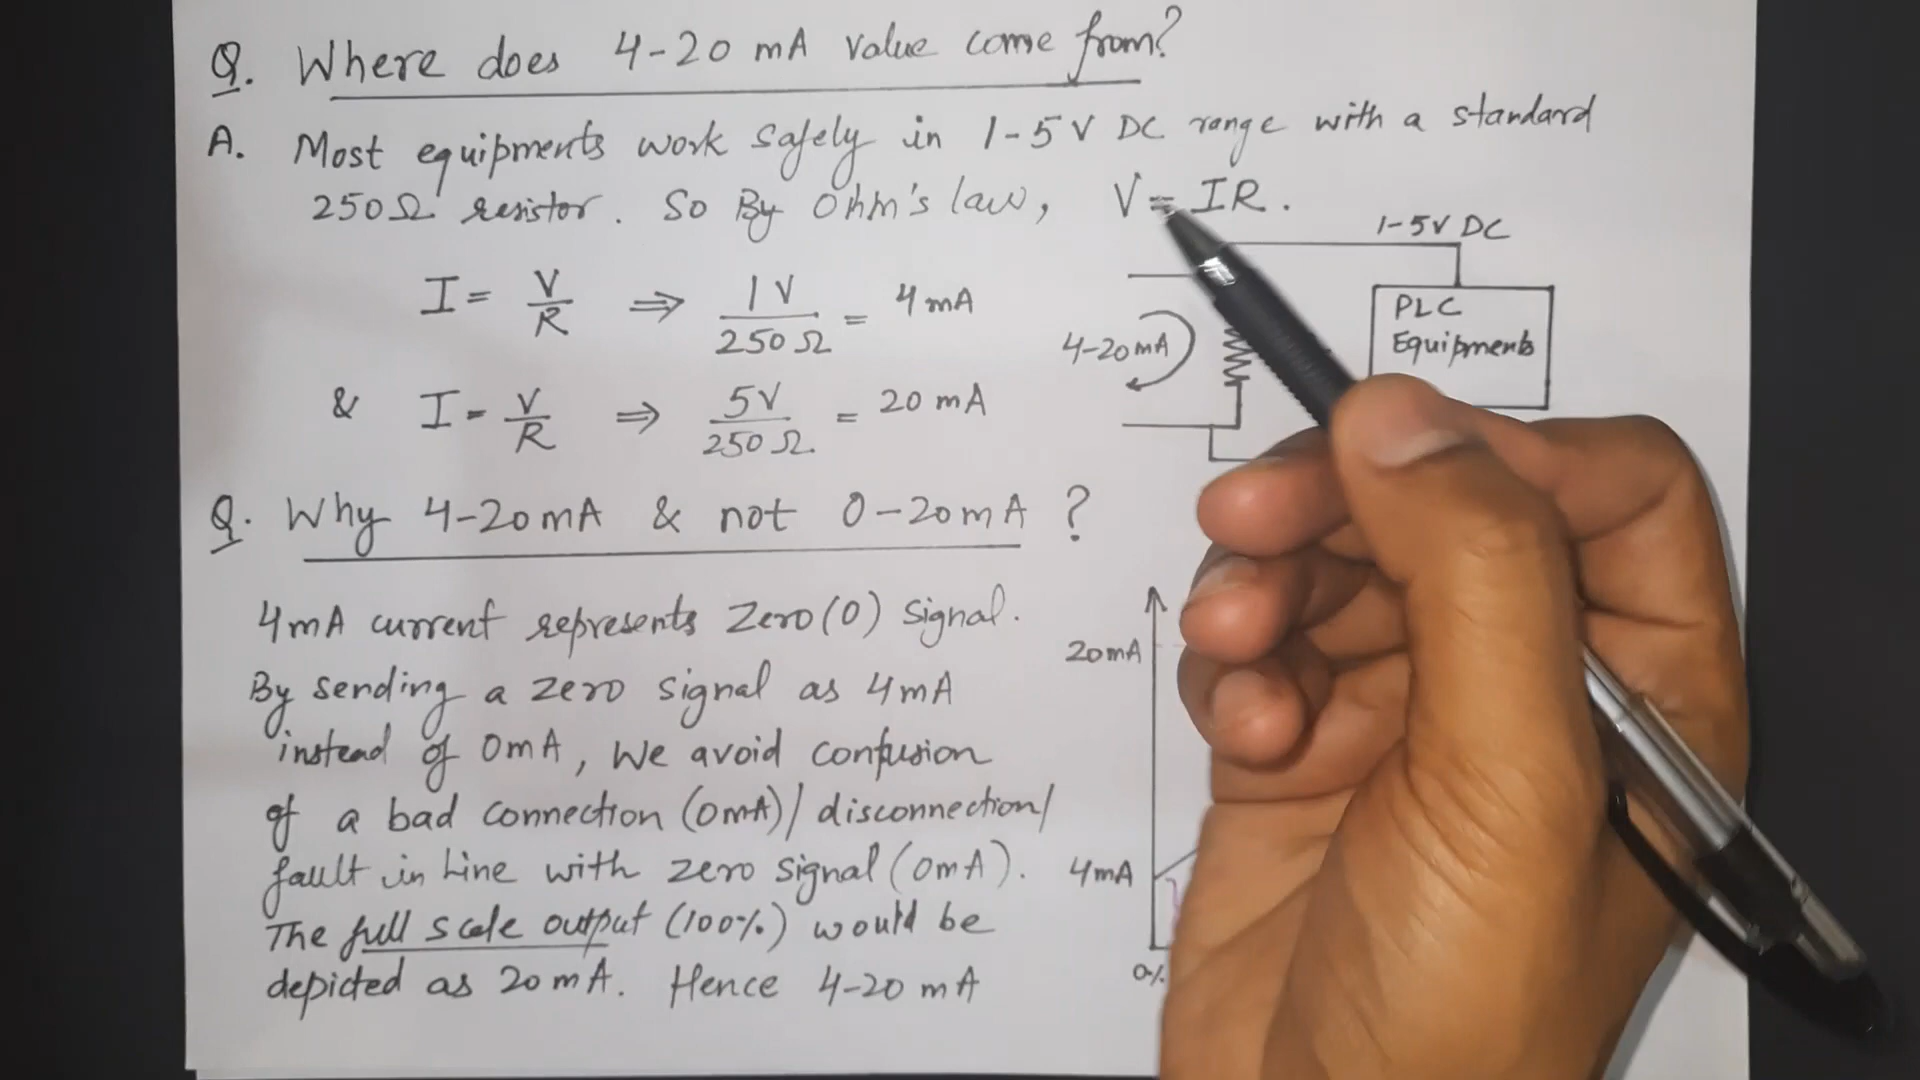 Q. Where does 4-20 mA value come from?
A. Most equipments work safely in 1-5 V DC range with a standard
250Ω resistor. So By Ohm's law, V = IR.
I = V/R ⇒ 1V/250Ω = 4mA
& I = V/R ⇒ 5V/250Ω = 20 mA
1-5V DC
PLC
Equipments
4-20mA
Q. Why 4-20mA & not 0-20mA ?
4mA current represents Zero(0) signal.
By sending a zero signal as 4mA
instead of 0mA, We avoid confusion
of a bad connection (0mA)/ disconnection/
fault in line with zero signal (0mA).
The full scale output (100%) would be
depicted as 20mA. Hence 4-20 mA
20mA
4mA
0%